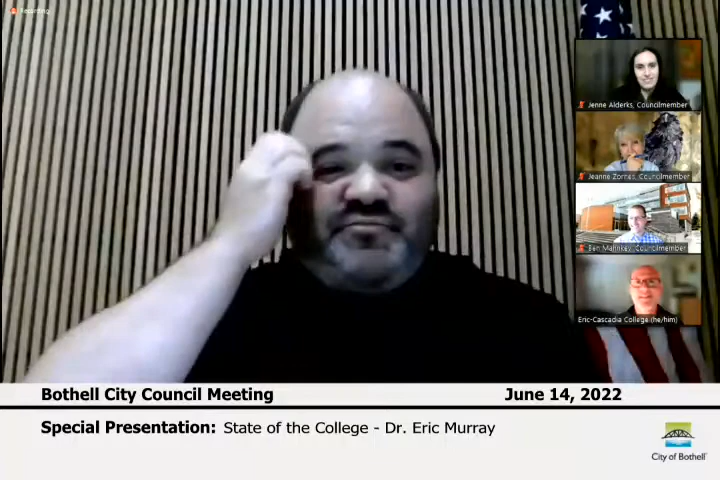 Recording
Jenne Alderks, Councilmember
Jeanne Zornes, Councilmember
Ben Mahnkey, Councilmember
Eric-Cascadia College (he/him)
Bothell City Council Meeting
June 14, 2022
Special Presentation: State of the College - Dr. Eric Murray
City of Bothell